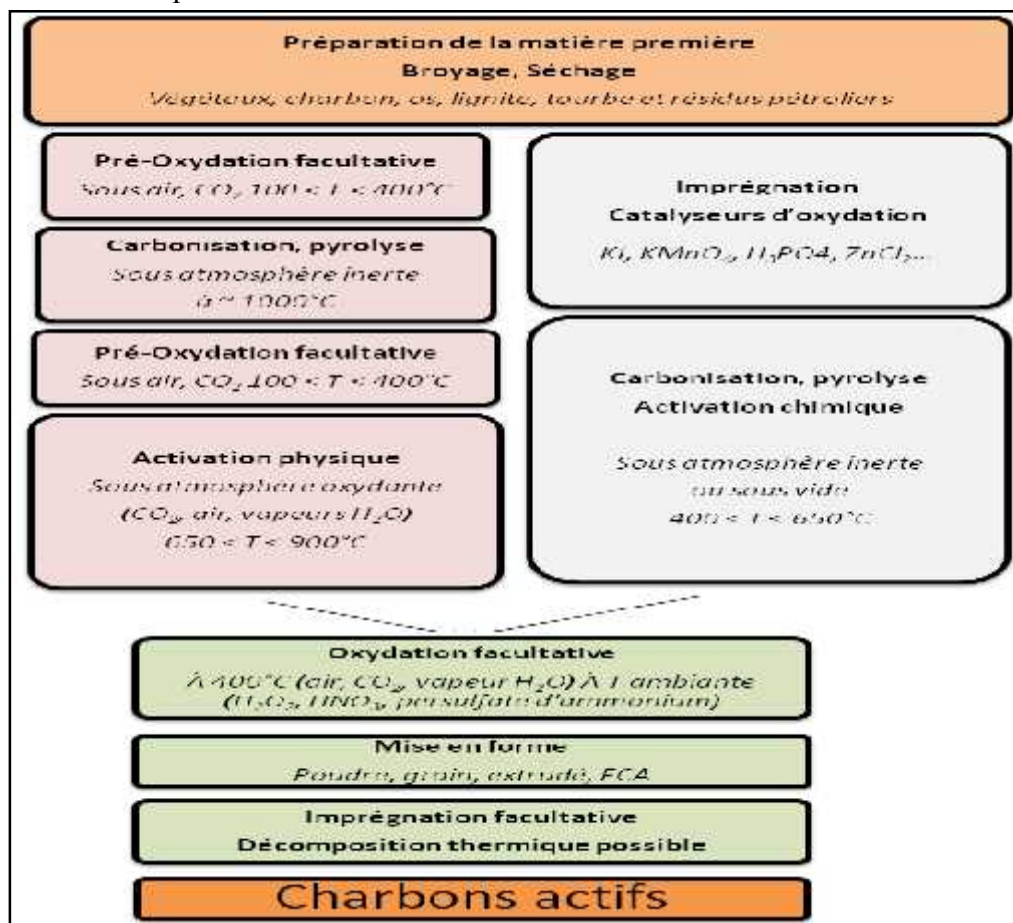 Préparation de la matière première
Broyage, Séchage
Végétaux, charbon, os, lignite, tourbe et résidus pétroliers
Pré-Oxydation facultative
Sous air, CO₂ 100 < T < 400°C
Carbonisation, pyrolyse
Sous atmosphère inerte
à ~ 1000°C
Pré-Oxydation facultative
Sous air, CO₂ 100 < T < 400°C
Activation physique
Sous atmosphère oxydante
(CO₂, air, vapeurs H₂O)
650 < T < 900°C
Imprégnation
Catalyseurs d'oxydation
KI, KMnO₄, H₃PO4, ZnCl₂...
Carbonisation, pyrolyse
Activation chimique
Sous atmosphère inerte
ou sous vide
400 < T < 650°C
Oxydation facultative
À 400°C (air, CO₂, vapeur H₂O) À T ambiante
(H₂O₂, HNO₃, persulfate d'ammonium)
Mise en forme
Poudre, grain, extrudé, FCA
Imprégnation facultative
Décomposition thermique possible
Charbons actifs